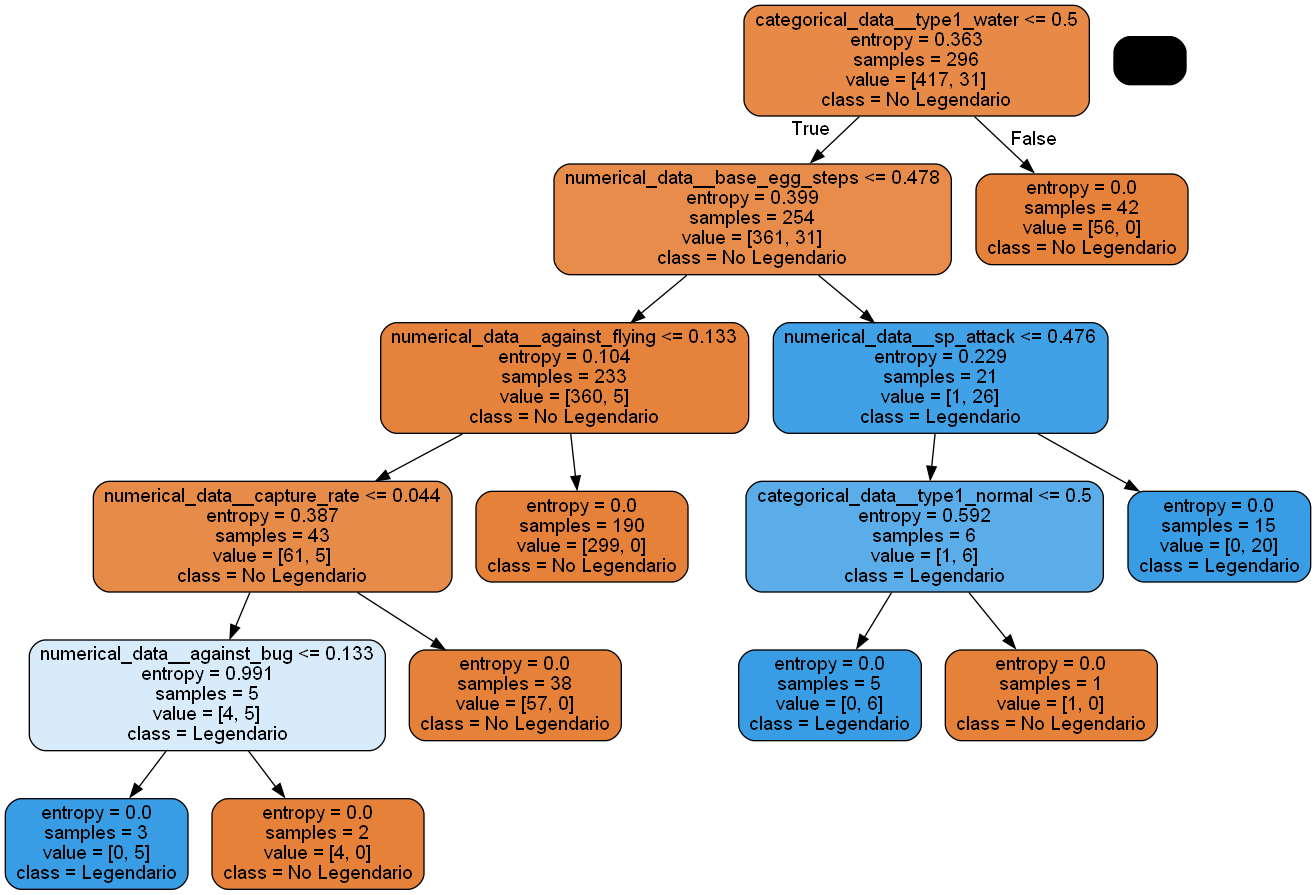 categorical_data__type1_water <= 0.5
entropy = 0.363
samples = 296
value = [417, 31]
class = No Legendario
True
False
numerical_data__base_egg_steps <= 0.478
entropy = 0.399
samples = 254
value = [361, 31]
class = No Legendario
entropy = 0.0
samples = 42
value = [56, 0]
class = No Legendario
numerical_data__against_flying <= 0.133
entropy = 0.104
samples = 233
value = [360, 5]
class = No Legendario
numerical_data__sp_attack <= 0.476
entropy = 0.229
samples = 21
value = [1, 26]
class = Legendario
numerical_data__capture_rate <= 0.044
entropy = 0.387
samples = 43
value = [61, 5]
class = No Legendario
entropy = 0.0
samples = 190
value = [299, 0]
class = No Legendario
categorical_data__type1_normal <= 0.5
entropy = 0.592
samples = 6
value = [1, 6]
class = Legendario
entropy = 0.0
samples = 15
value = [0, 20]
class = Legendario
numerical_data__against_bug <= 0.133
entropy = 0.991
samples = 5
value = [4, 5]
class = Legendario
entropy = 0.0
samples = 38
value = [57, 0]
class = No Legendario
entropy = 0.0
samples = 5
value = [0, 6]
class = Legendario
entropy = 0.0
samples = 1
value = [1, 0]
class = No Legendario
entropy = 0.0
samples = 3
value = [0, 5]
class = Legendario
entropy = 0.0
samples = 2
value = [4, 0]
class = No Legendario